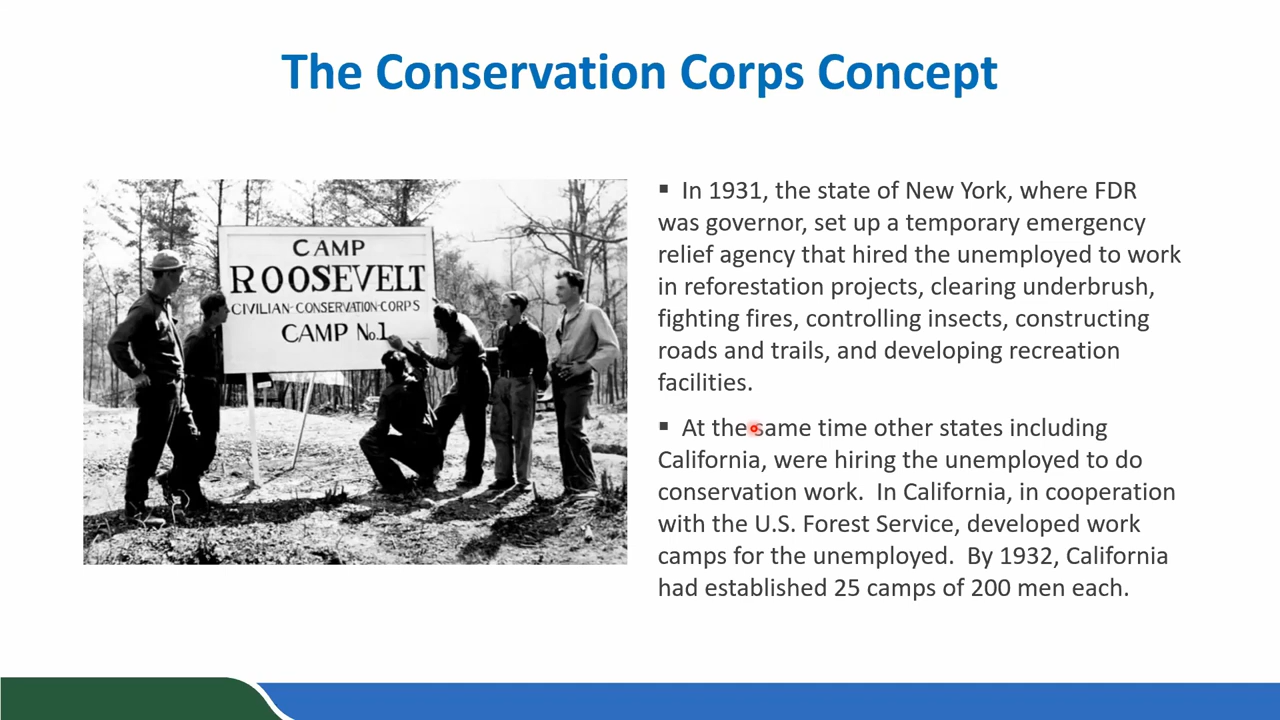 The Conservation Corps Concept
CAMP
ROOSEVELT
CIVILIAN-CONSERVATION-CORPS
CAMP No.1
▪ In 1931, the state of New York, where FDR
was governor, set up a temporary emergency
relief agency that hired the unemployed to work
in reforestation projects, clearing underbrush,
fighting fires, controlling insects, constructing
roads and trails, and developing recreation
facilities.
▪ At the same time other states including
California, were hiring the unemployed to do
conservation work.  In California, in cooperation
with the U.S. Forest Service, developed work
camps for the unemployed.  By 1932, California
had established 25 camps of 200 men each.